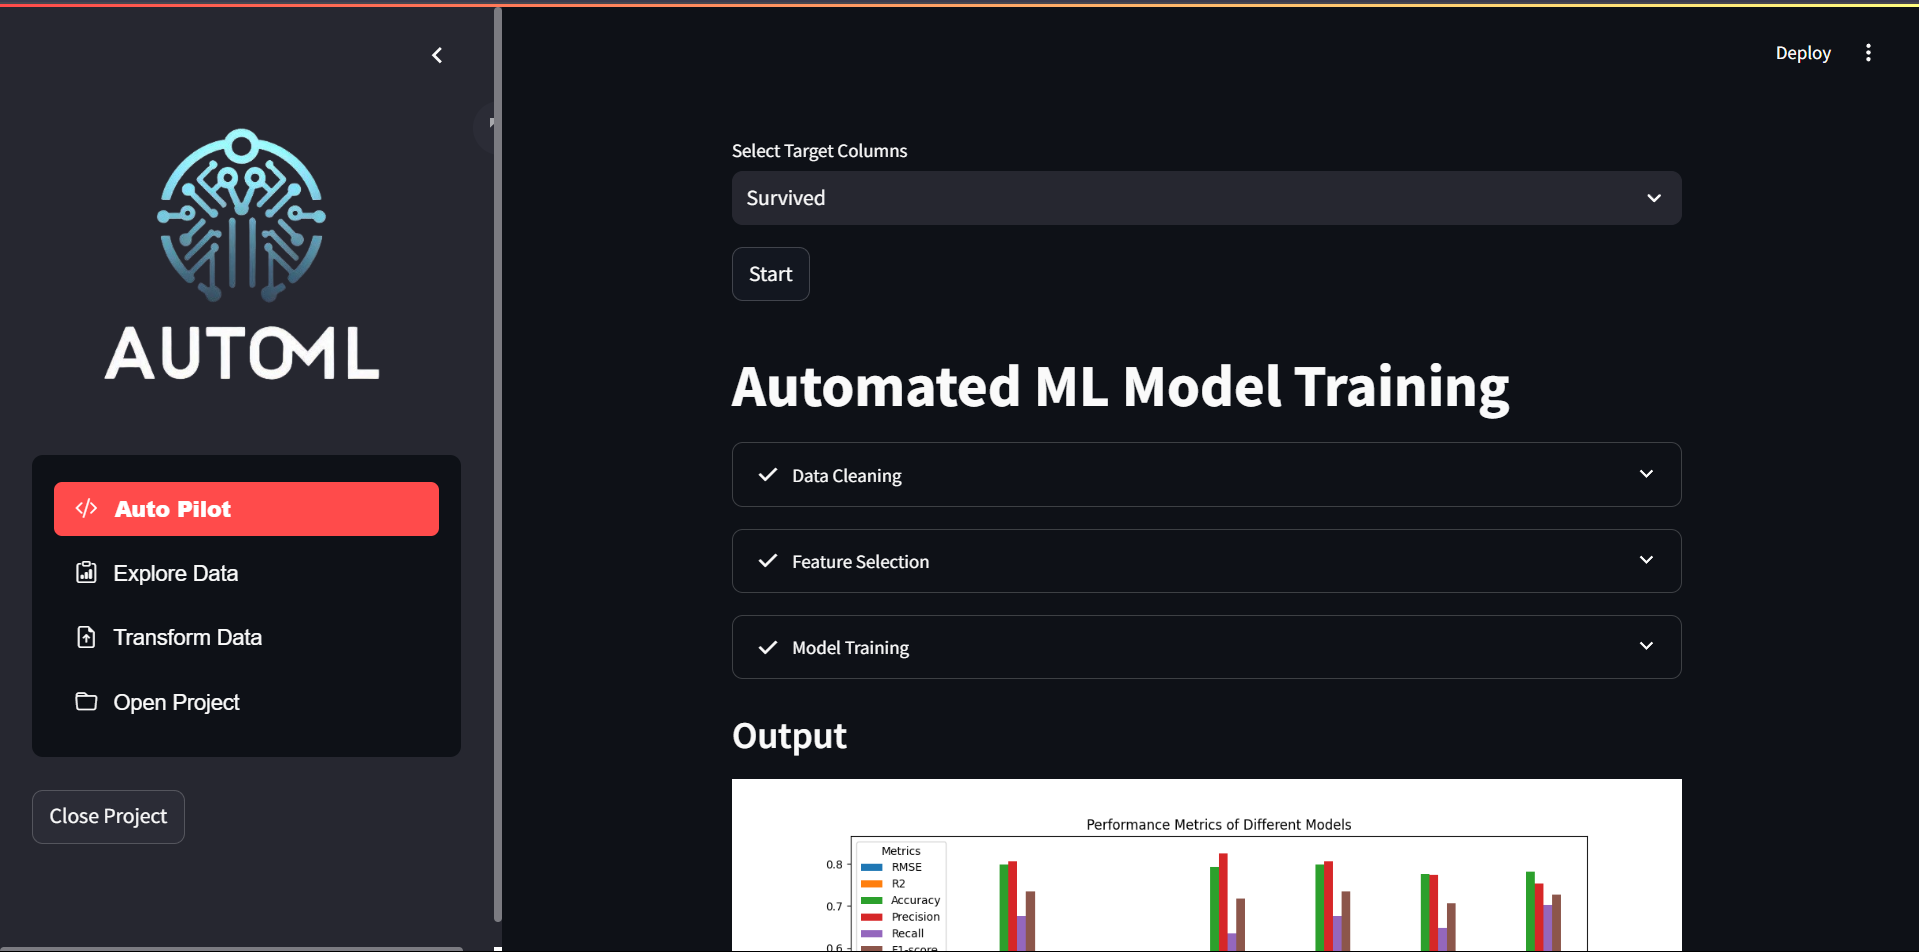 Deploy
AUTOML
Auto Pilot
Explore Data
Transform Data
Open Project
Close Project
Select Target Columns
Survived
Start
Automated ML Model Training
Data Cleaning
Feature Selection
Model Training
Output
Performance Metrics of Different Models
Metrics
RMSE
R2
Accuracy
Precision
Recall
F1-score
0.8
0.7
0.6